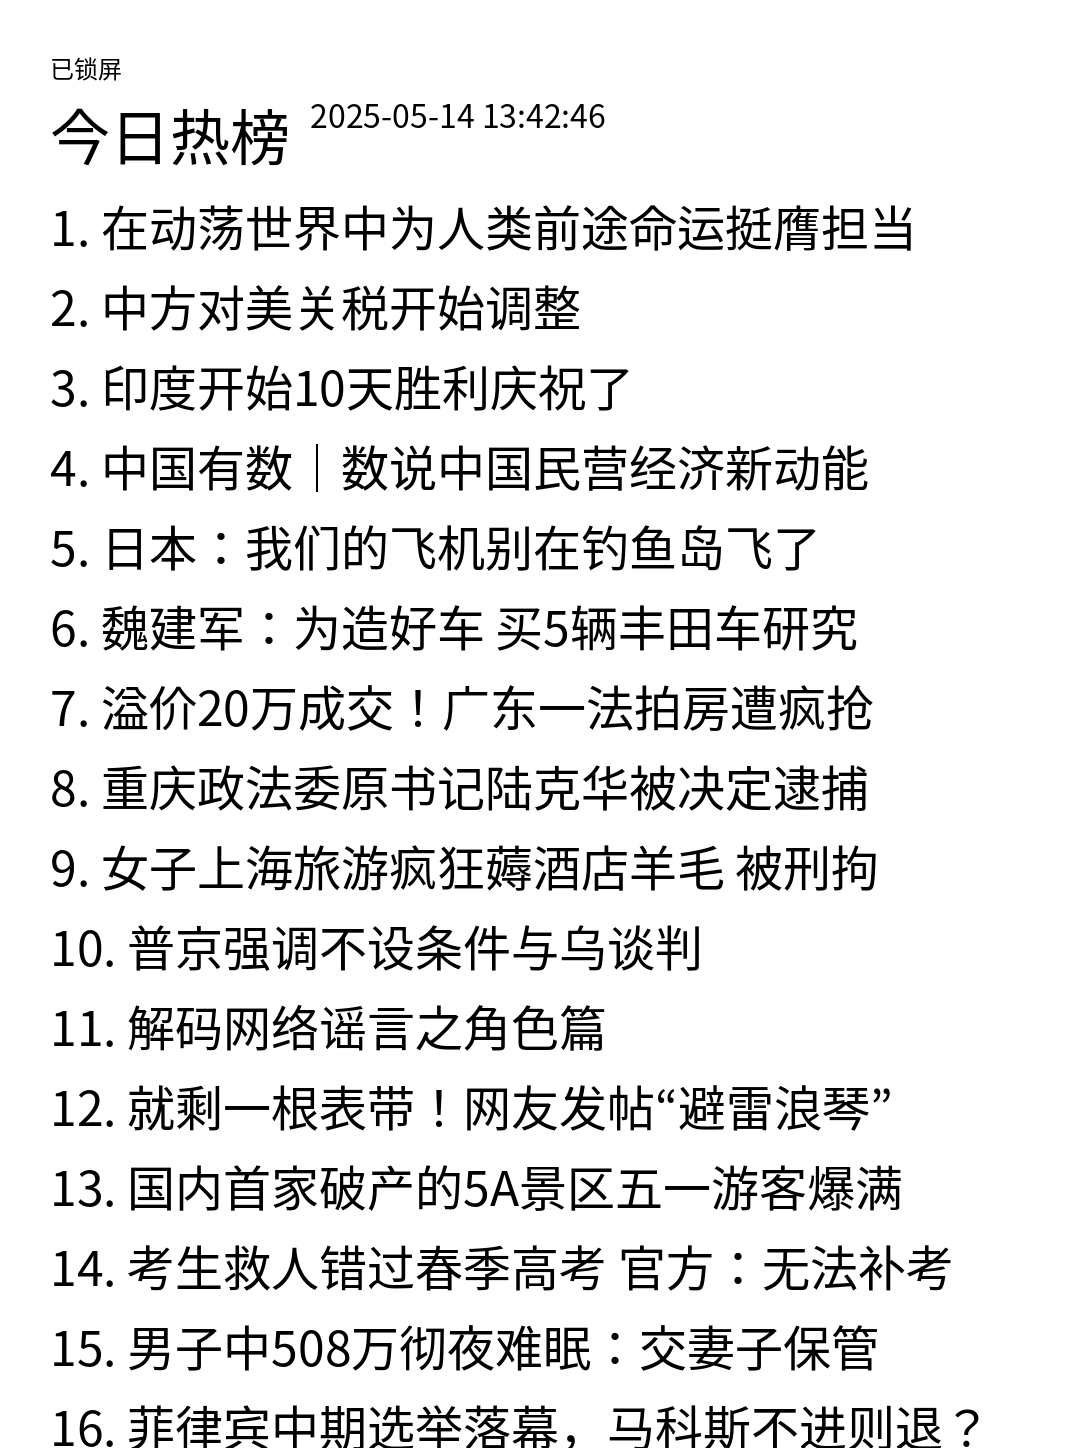 已锁屏
今日热榜 2025-05-14 13:42:46
1. 在动荡世界中为人类前途命运挺膺担当
2. 中方对美关税开始调整
3. 印度开始10天胜利庆祝了
4. 中国有数｜数说中国民营经济新动能
5. 日本：我们的飞机别在钓鱼岛飞了
6. 魏建军：为造好车 买5辆丰田车研究
7. 溢价20万成交！广东一法拍房遭疯抢
8. 重庆政法委原书记陆克华被决定逮捕
9. 女子上海旅游疯狂薅酒店羊毛 被刑拘
10. 普京强调不设条件与乌谈判
11. 解码网络谣言之角色篇
12. 就剩一根表带！网友发帖“避雷浪琴”
13. 国内首家破产的5A景区五一游客爆满
14. 考生救人错过春季高考 官方：无法补考
15. 男子中508万彻夜难眠：交妻子保管
16. 菲律宾中期选举落幕，马科斯不进则退？